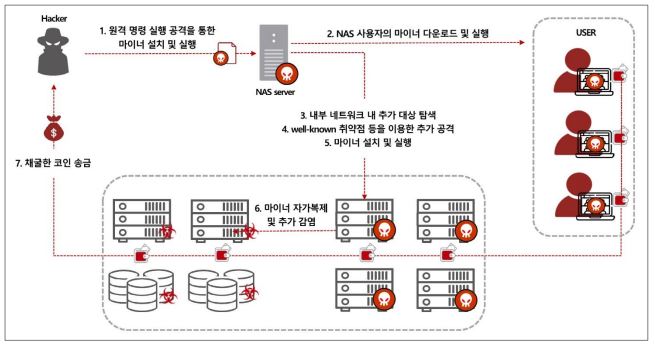 Hacker
1. 원격 명령 실행 공격을 통한
마이너 설치 및 실행
NAS server
2. NAS 사용자의 마이너 다운로드 및 실행
USER
3. 내부 네트워크 내 추가 대상 탐색
4. well-known 취약점 등을 이용한 추가 공격
5. 마이너 설치 및 실행
$
7. 채굴한 코인 송금
6. 마이너 자가복제
및 추가 감염